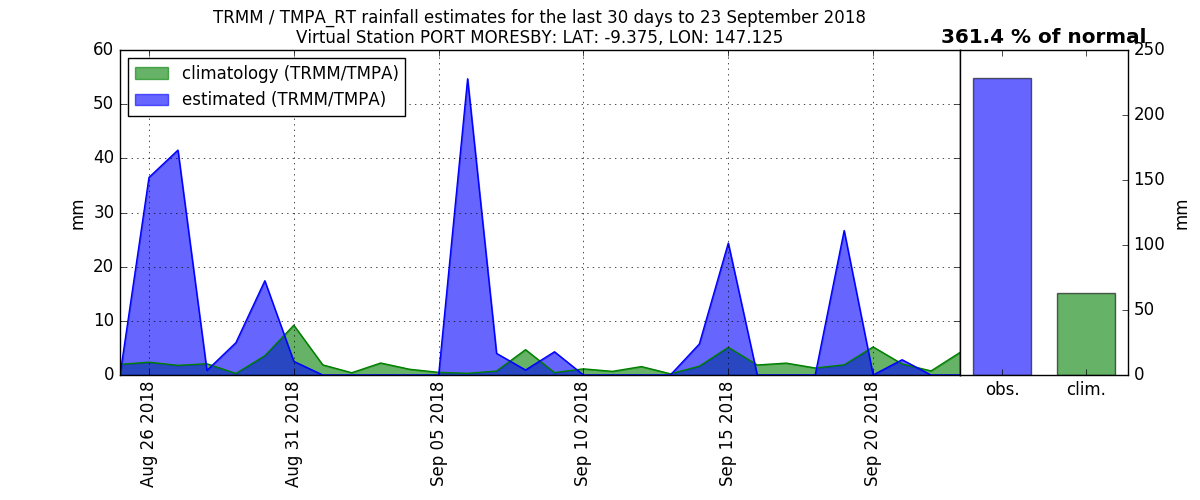 TRMM / TMPA_RT rainfall estimates for the last 30 days to 23 September 2018
Virtual Station PORT MORESBY: LAT: -9.375, LON: 147.125
361.4 % of normal
climatology (TRMM/TMPA)
estimated (TRMM/TMPA)
60
50
40
30
20
10
0
mm
Aug 26 2018
Aug 31 2018
Sep 05 2018
Sep 10 2018
Sep 15 2018
Sep 20 2018
250
200
150
100
50
0
mm
obs.
clim.